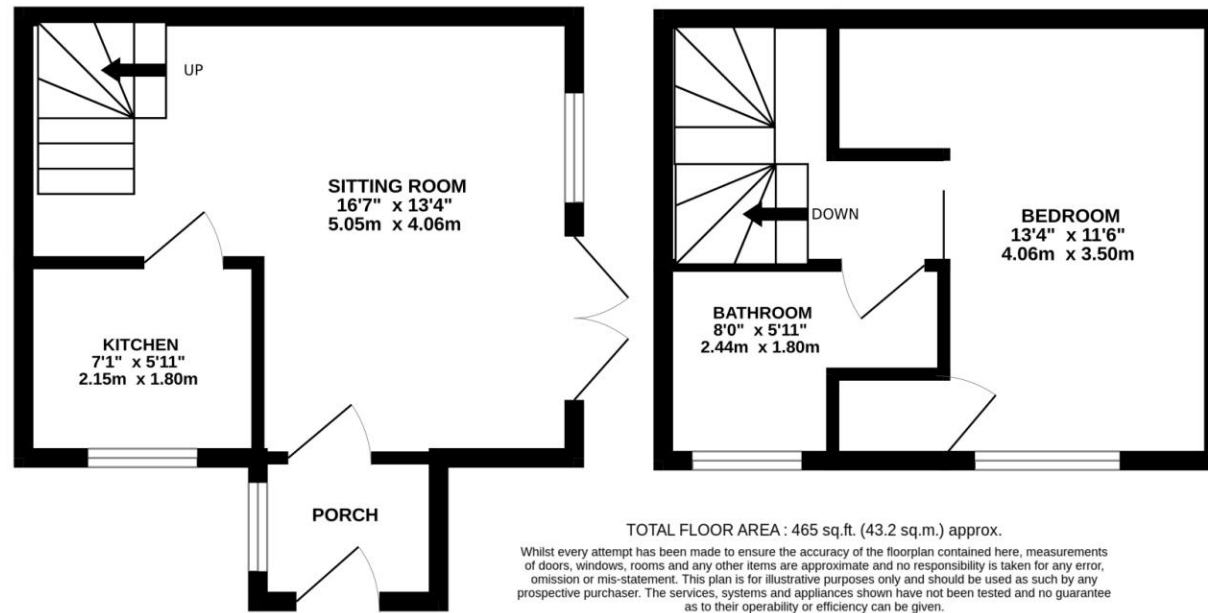 UP
SITTING ROOM
16'7" x 13'4"
5.05m x 4.06m
KITCHEN
7'1" x 5'11"
2.15m x 1.80m
PORCH
DOWN
BEDROOM
13'4" x 11'6"
4.06m x 3.50m
BATHROOM
8'0" x 5'11"
2.44m x 1.80m
TOTAL FLOOR AREA : 465 sq.ft. (43.2 sq.m.) approx.
Whilst every attempt has been made to ensure the accuracy of the floorplan contained here, measurements
of doors, windows, rooms and any other items are approximate and no responsibility is taken for any error,
omission or mis-statement. This plan is for illustrative purposes only and should be used as such by any
prospective purchaser. The services, systems and appliances shown have not been tested and no guarantee
as to their operability or efficiency can be given.